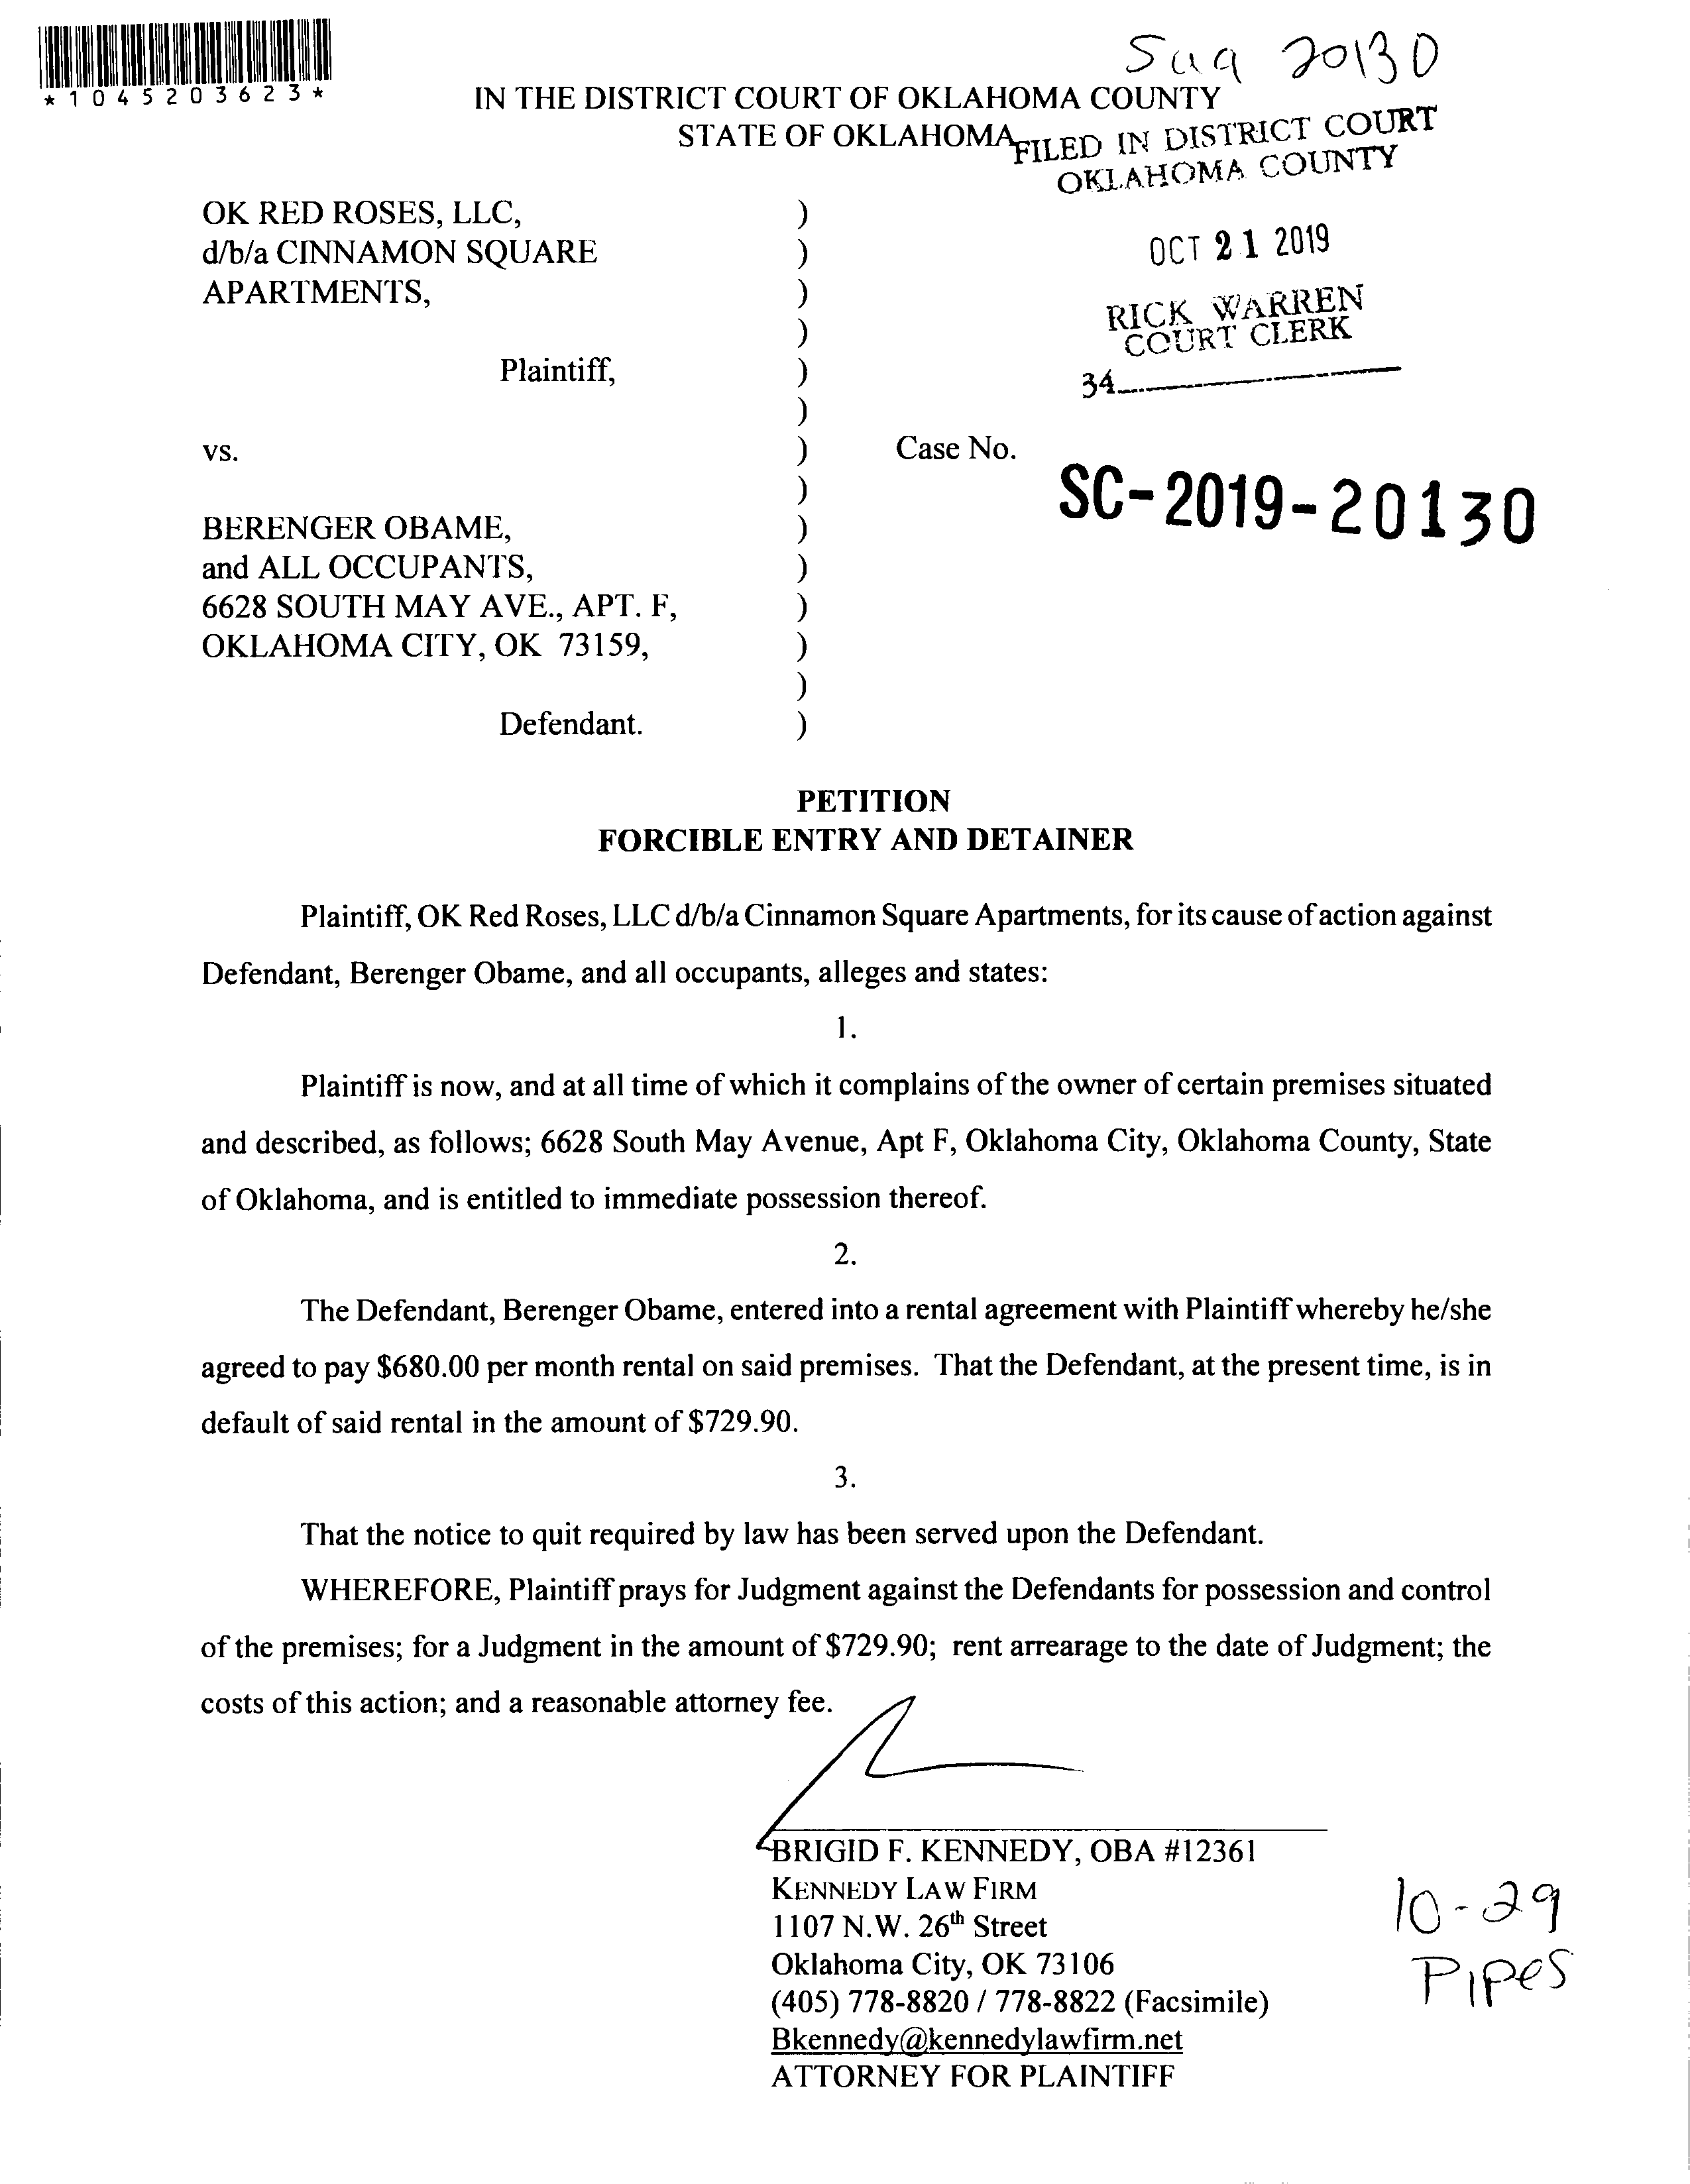 Sua 20130
*1045203623*
IN THE DISTRICT COURT OF OKLAHOMA COUNTY
STATE OF OKLAHOMA
FILED IN DISTRICT COURT
OKLAHOMA COUNTY
OCT 21 2019
RICK WARREN
COURT CLERK
34
OK RED ROSES, LLC, )
d/b/a CINNAMON SQUARE )
APARTMENTS, )
)
Plaintiff, )
)
vs. ) Case No.
SC-2019-20130
)
BERENGER OBAME, )
and ALL OCCUPANTS, )
6628 SOUTH MAY AVE., APT. F, )
OKLAHOMA CITY, OK 73159, )
)
Defendant. )
PETITION
FORCIBLE ENTRY AND DETAINER
Plaintiff, OK Red Roses, LLC d/b/a Cinnamon Square Apartments, for its cause of action against
Defendant, Berenger Obame, and all occupants, alleges and states:
1.
Plaintiff is now, and at all time of which it complains of the owner of certain premises situated
and described, as follows; 6628 South May Avenue, Apt F, Oklahoma City, Oklahoma County, State
of Oklahoma, and is entitled to immediate possession thereof.
2.
The Defendant, Berenger Obame, entered into a rental agreement with Plaintiff whereby he/she
agreed to pay $680.00 per month rental on said premises. That the Defendant, at the present time, is in
default of said rental in the amount of $729.90.
3.
That the notice to quit required by law has been served upon the Defendant.
WHEREFORE, Plaintiff prays for Judgment against the Defendants for possession and control
of the premises; for a Judgment in the amount of $729.90; rent arrearage to the date of Judgment; the
costs of this action; and a reasonable attorney fee.
BRIGID F. KENNEDY, OBA #12361
KENNEDY LAW FIRM
1107 N.W. 26th Street
Oklahoma City, OK 73106
(405) 778-8820 / 778-8822 (Facsimile)
Bkennedy@kennedylawfirm.net
ATTORNEY FOR PLAINTIFF
10-29
Pipes